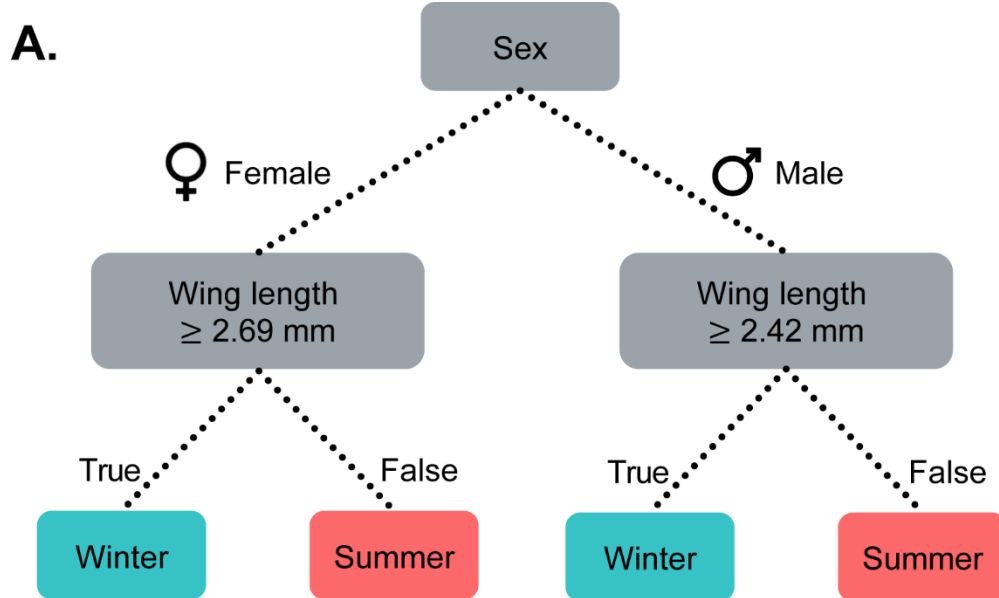 A.
Sex
Female
Male
Wing length
≥ 2.69 mm
Wing length
≥ 2.42 mm
True
False
True
False
Winter
Summer
Winter
Summer